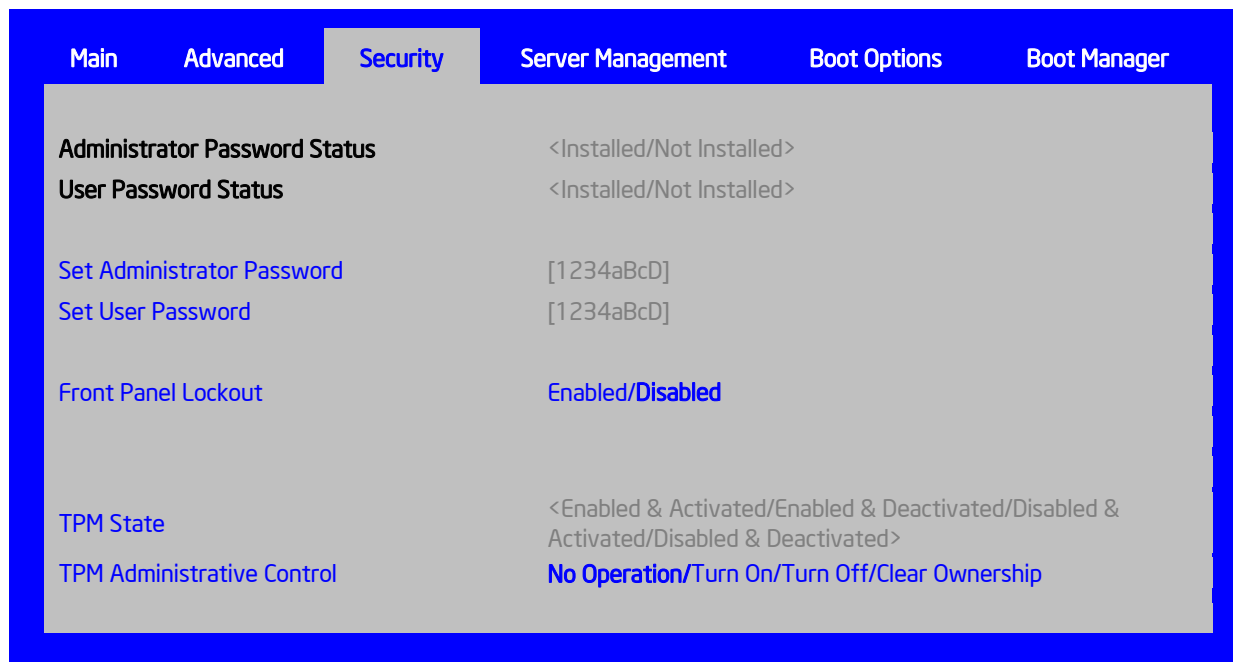 Main Advanced Security Server Management Boot Options Boot Manager
Administrator Password Status <Installed/Not Installed>
User Password Status <Installed/Not Installed>
Set Administrator Password [1234aBcD]
Set User Password [1234aBcD]
Front Panel Lockout Enabled/Disabled
TPM State <Enabled & Activated/Enabled & Deactivated/Disabled &
Activated/Disabled & Deactivated>
TPM Administrative Control No Operation/Turn On/Turn Off/Clear Ownership